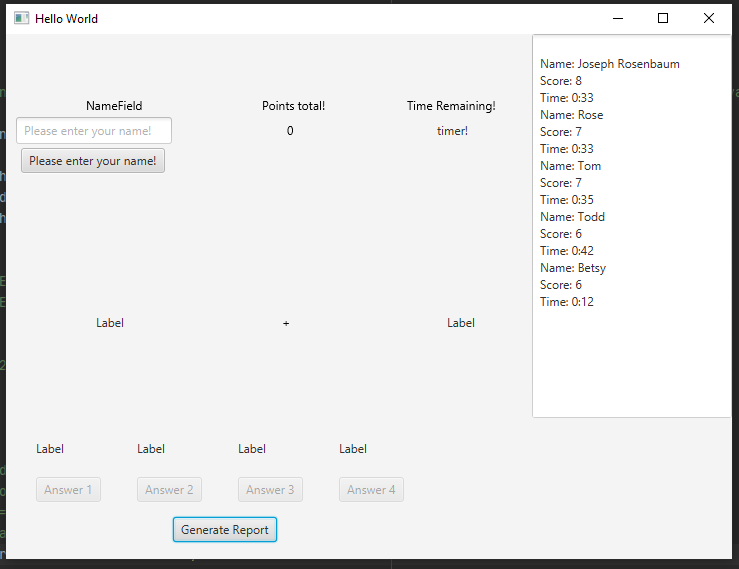 Hello World
NameField Points total! Time Remaining!
Please enter your name! 0 timer!
Please enter your name!
Name: Joseph Rosenbaum
Score: 8
Time: 0:33
Name: Rose
Score: 7
Time: 0:33
Name: Tom
Score: 7
Time: 0:35
Name: Todd
Score: 6
Time: 0:42
Name: Betsy
Score: 6
Time: 0:12
Label + Label
Label Label Label Label
Answer 1 Answer 2 Answer 3 Answer 4
Generate Report